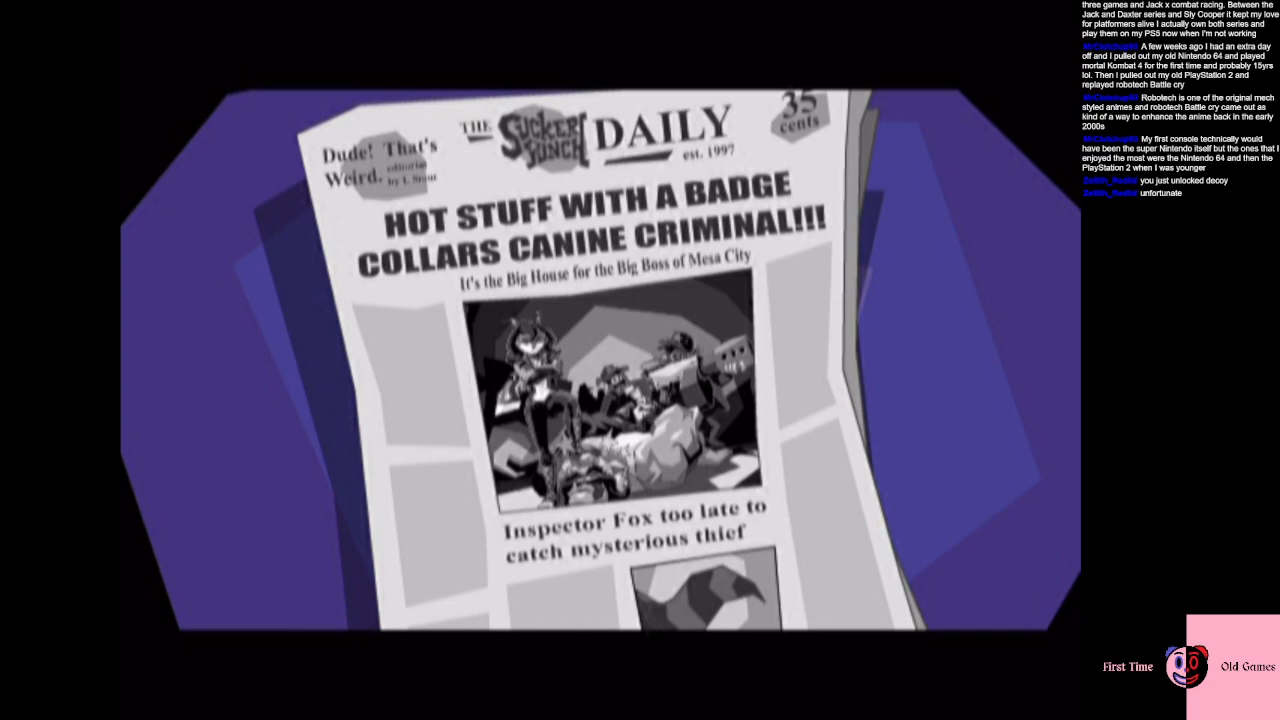 three games and Jack x combat racing. Between the
Jack and Daxter series and Sly Cooper it kept my love
for platformers alive I actually own both series and
play them on my PS5 now when I'm not working
A few weeks ago I had an extra day
off and I pulled out my old Nintendo 64 and played
mortal Kombat 4 for the first time and probably 15yrs
lol. Then I pulled out my old PlayStation 2 and
replayed robotech Battle cry
Robotech is one of the original mech
styled animes and robotech Battle cry came out as
kind of a way to enhance the anime back in the early
2000s
My first console technically would
have been the super Nintendo itself but the ones that I
enjoyed the most were the Nintendo 64 and then the
PlayStation 2 when I was younger
you just unlocked decoy
unfortunate
THE SUCKER PUNCH DAILY
est. 1997
35
cents
Dude! That's
Weird.
editorial
HOT STUFF WITH A BADGE
COLLARS CANINE CRIMINAL!!!
It's the Big House for the Big Boss of Mesa City
Inspector Fox too late to
catch mysterious thief
First Time
Old Games